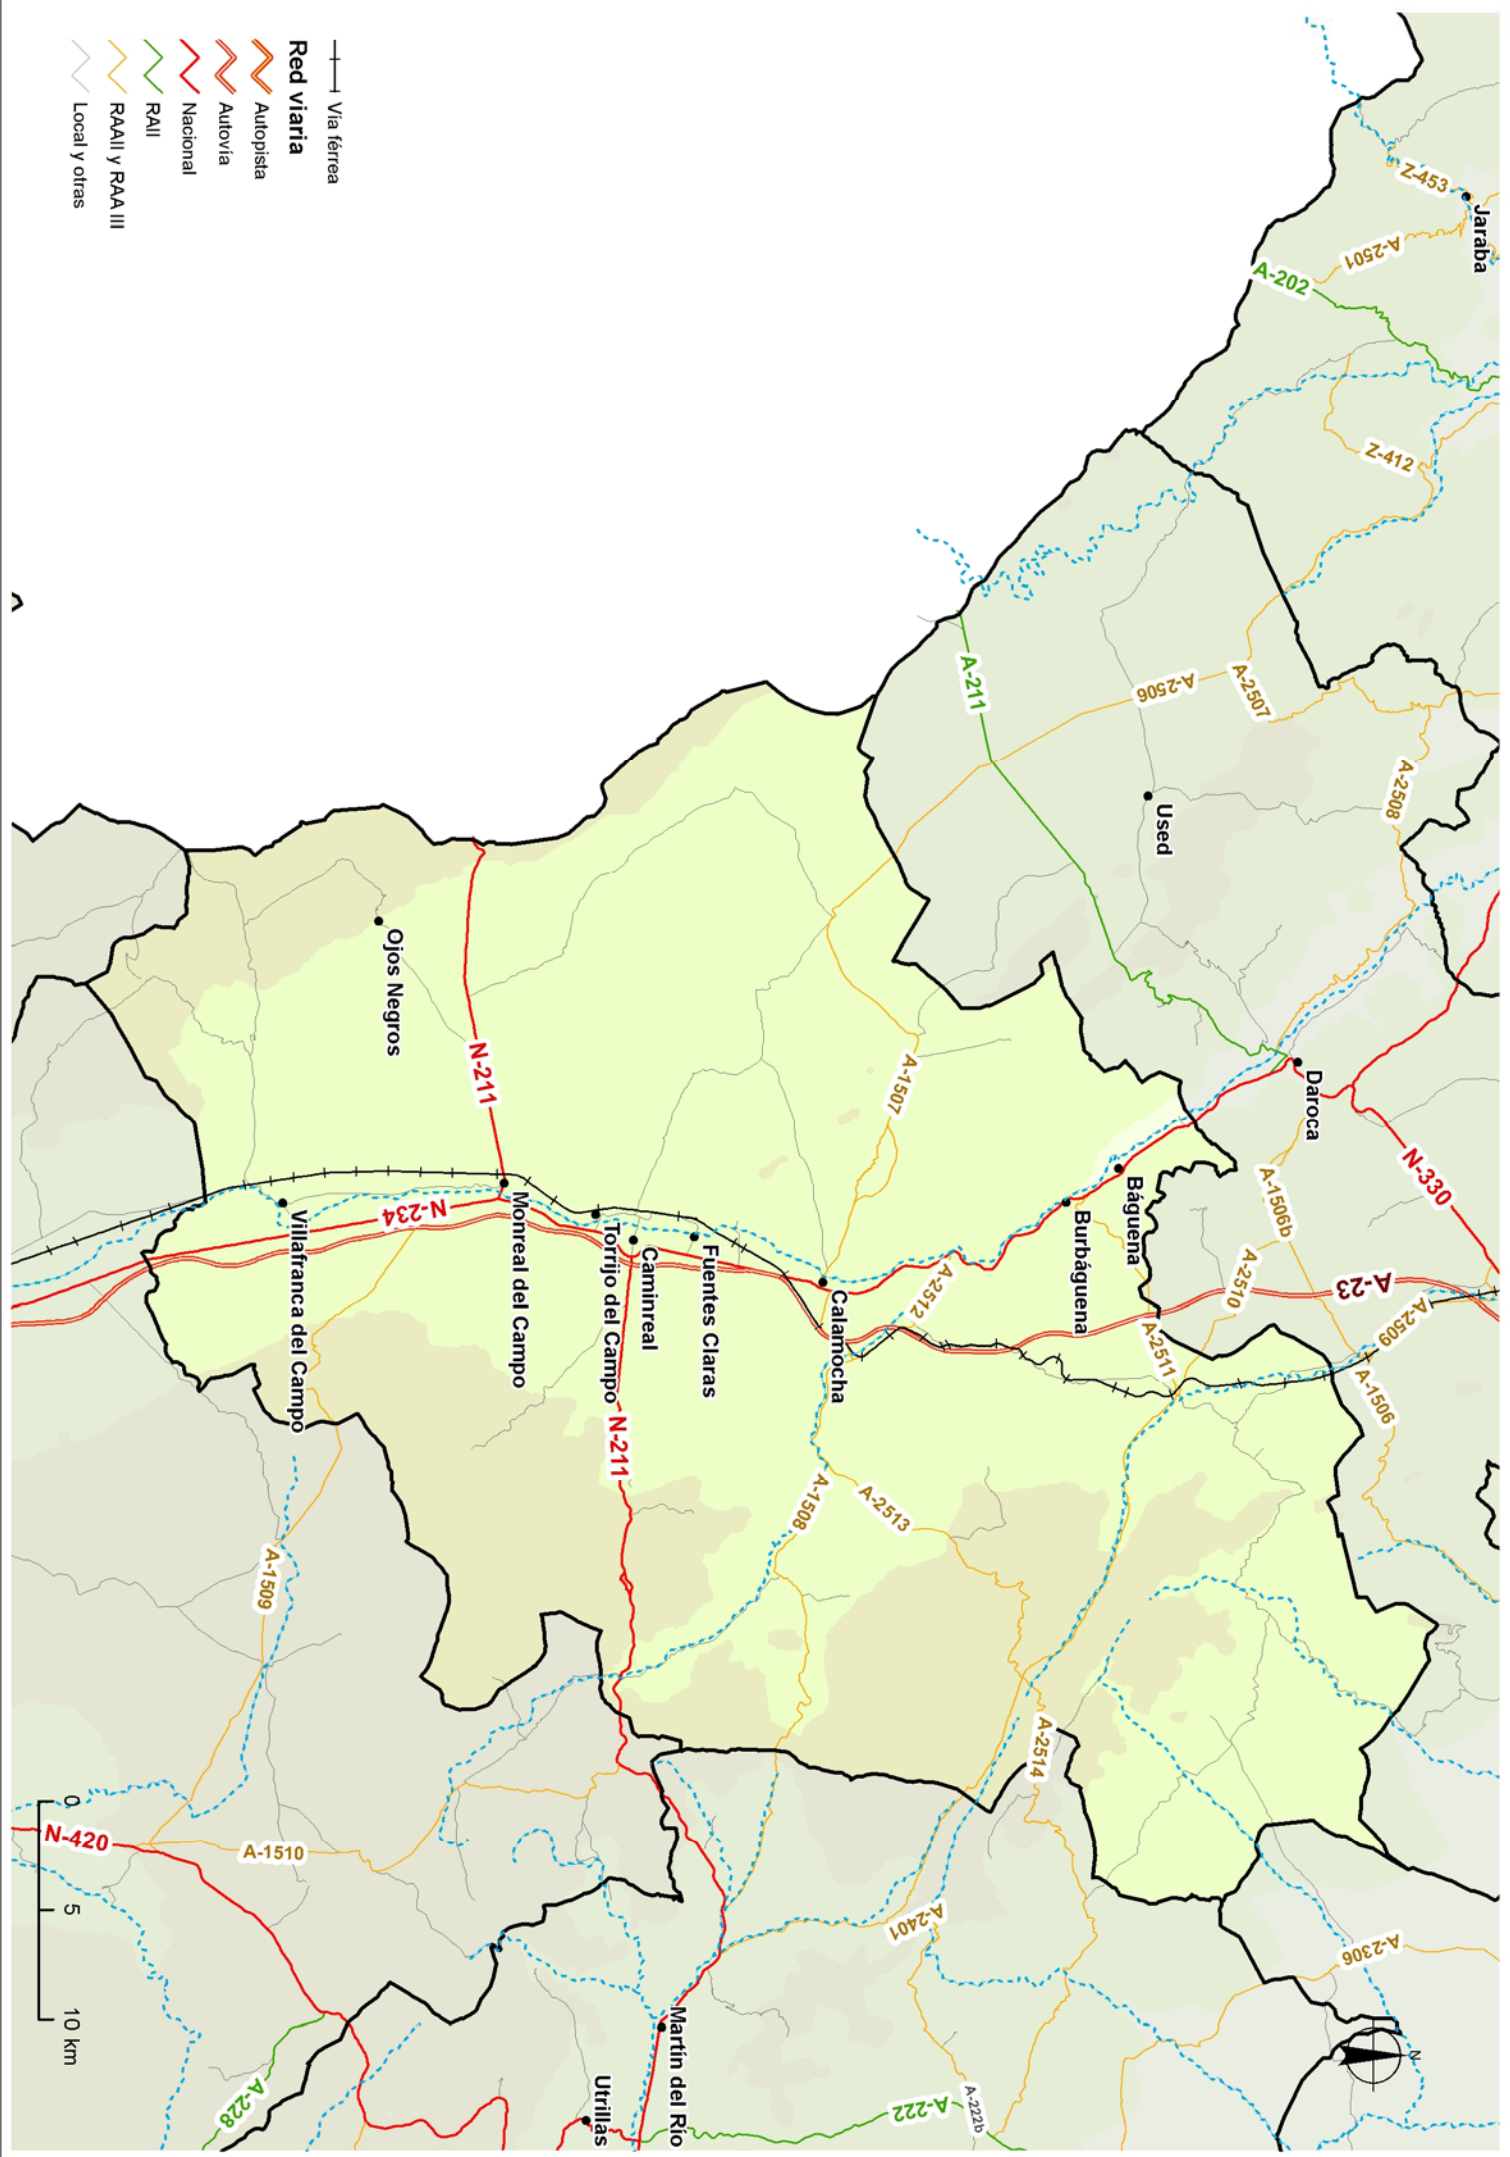 Vía férrea
Red viaria
Autopista
Autovía
Nacional
RAII
RAAII y RAA III
Local y otras
Jaraba
Z-453
A-2501
A-202
Z-412
A-211
A-2506
A-2507
Used
A-2508
Daroca
N-330
A-1506b
A-2510
A-23
A-2509
A-1506
A-2511
Báguena
Burbáguena
A-1507
A-2512
Calamocha
Fuentes Claras
Caminreal
Torrijo del Campo
Monreal del Campo
N-211
Ojos Negros
N-234
Villafranca del Campo
N-211
A-1508
A-2513
A-1509
A-2514
A-1510
N-420
A-2401
A-2306
Martín del Río
Utrillas
A-222
A-222b
A-228
N
0
5
10 km